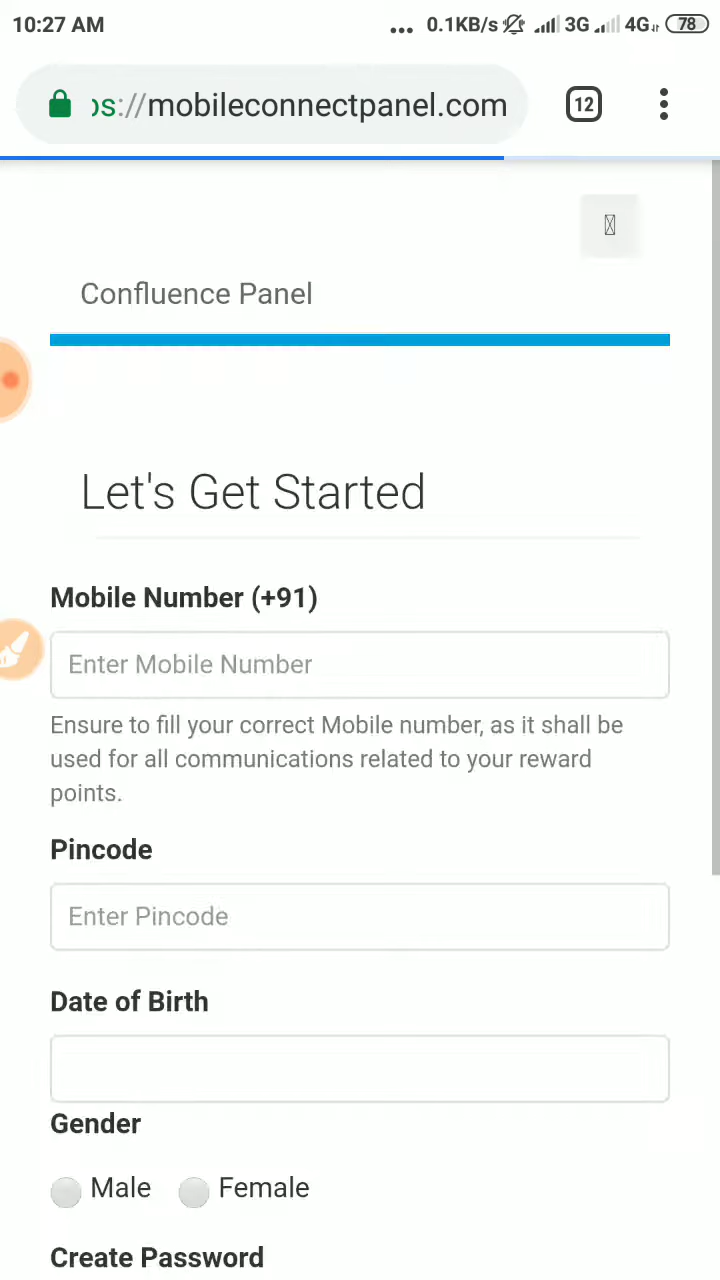 10:27 AM ... 0.1KB/s 3G 4G 78
ps://mobileconnectpanel.com 12
Confluence Panel
Let's Get Started
Mobile Number (+91)
Enter Mobile Number
Ensure to fill your correct Mobile number, as it shall be
used for all communications related to your reward
points.
Pincode
Enter Pincode
Date of Birth
Gender
Male Female
Create Password